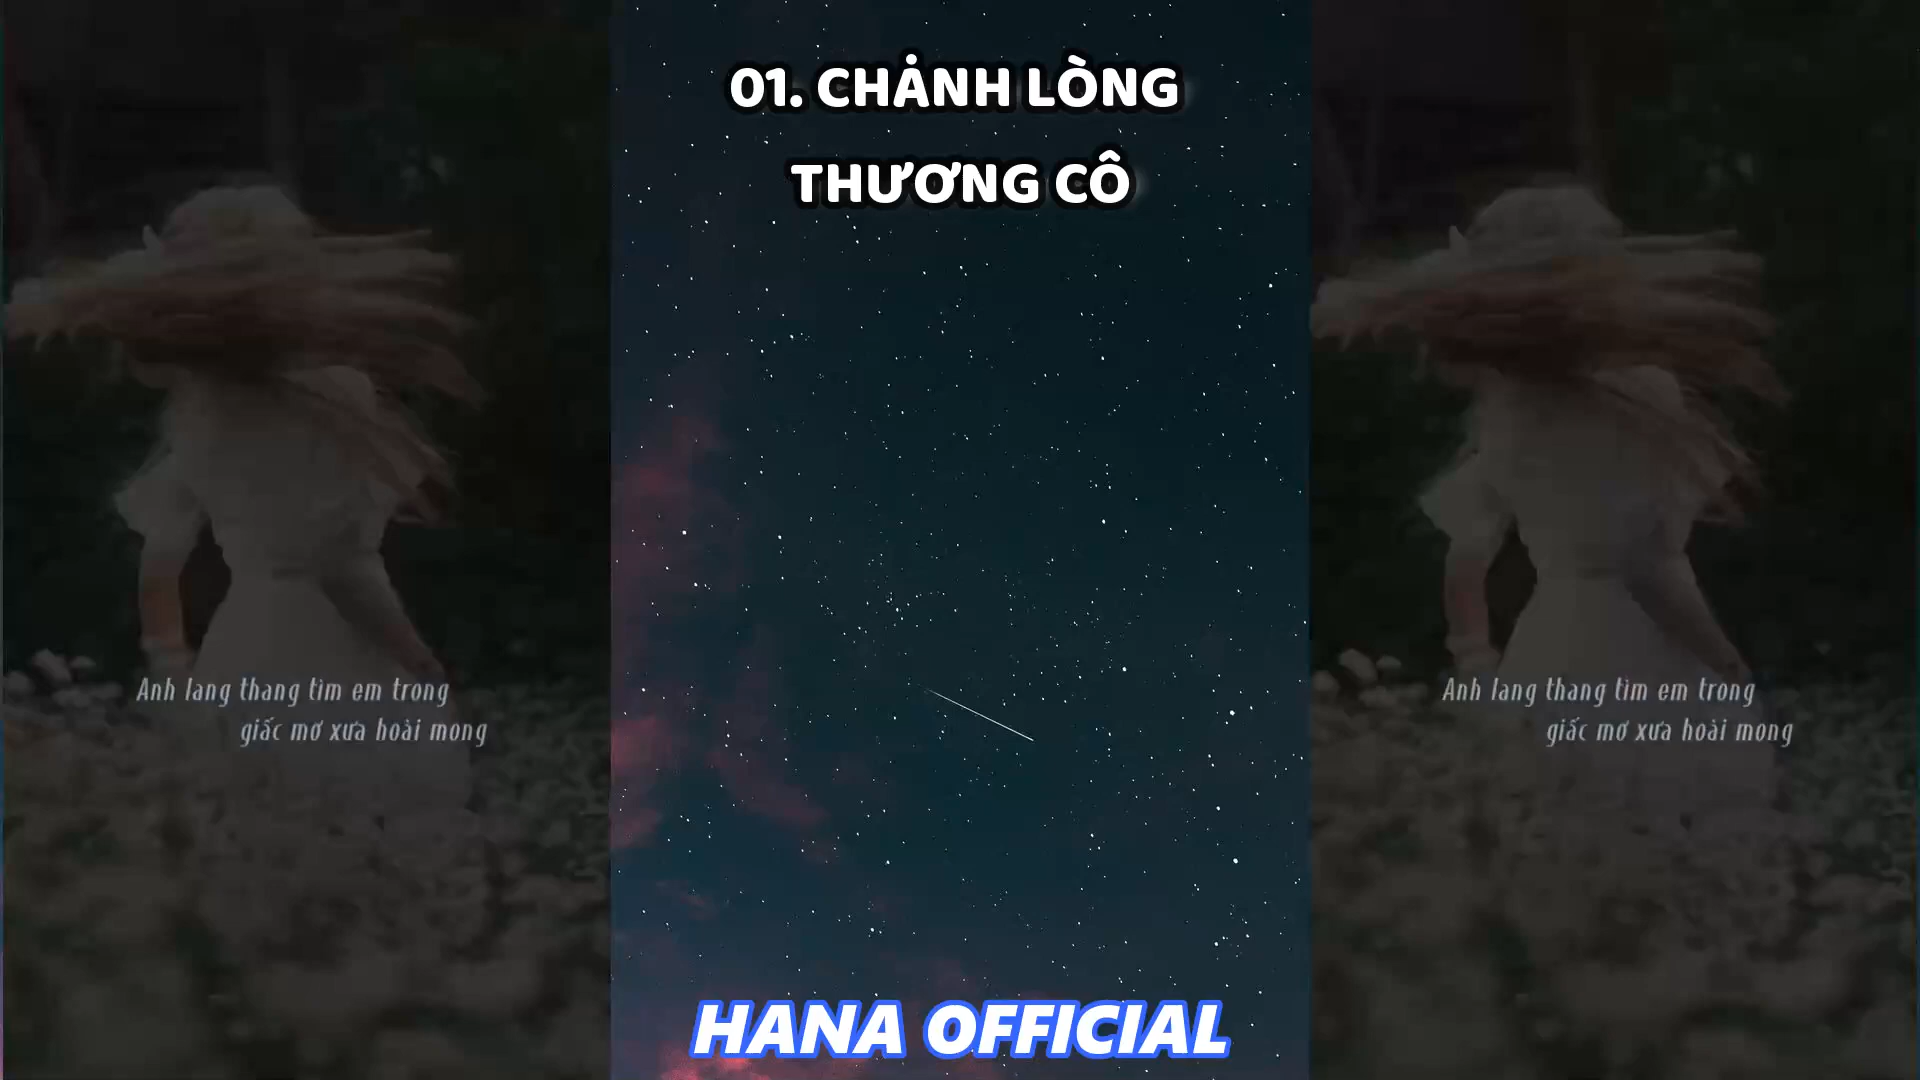 01. CHẢNH LÒNG
THƯƠNG CÔ
Anh lang thang tìm em trong
giấc mơ xưa hoài mong
Anh lang thang tìm em trong
giấc mơ xưa hoài mong
HANA OFFICIAL